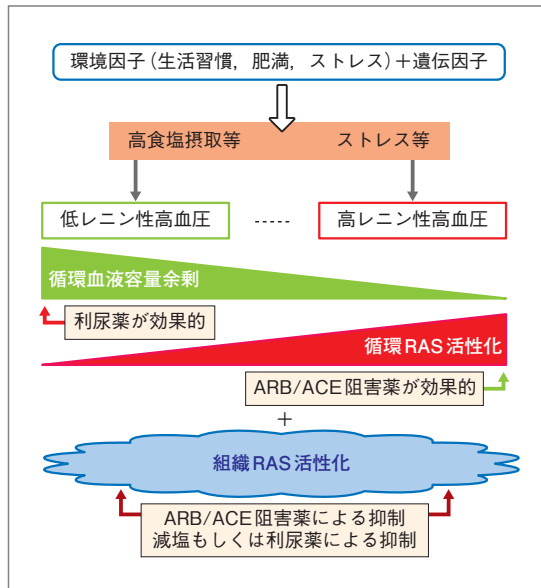 環境因子(生活習慣，肥満，ストレス)＋遺伝因子
高食塩摂取等 ストレス等
低レニン性高血圧 ----- 高レニン性高血圧
循環血液容量余剰
利尿薬が効果的
循環RAS活性化
ARB/ACE阻害薬が効果的
＋
組織RAS活性化
ARB/ACE阻害薬による抑制
減塩もしくは利尿薬による抑制